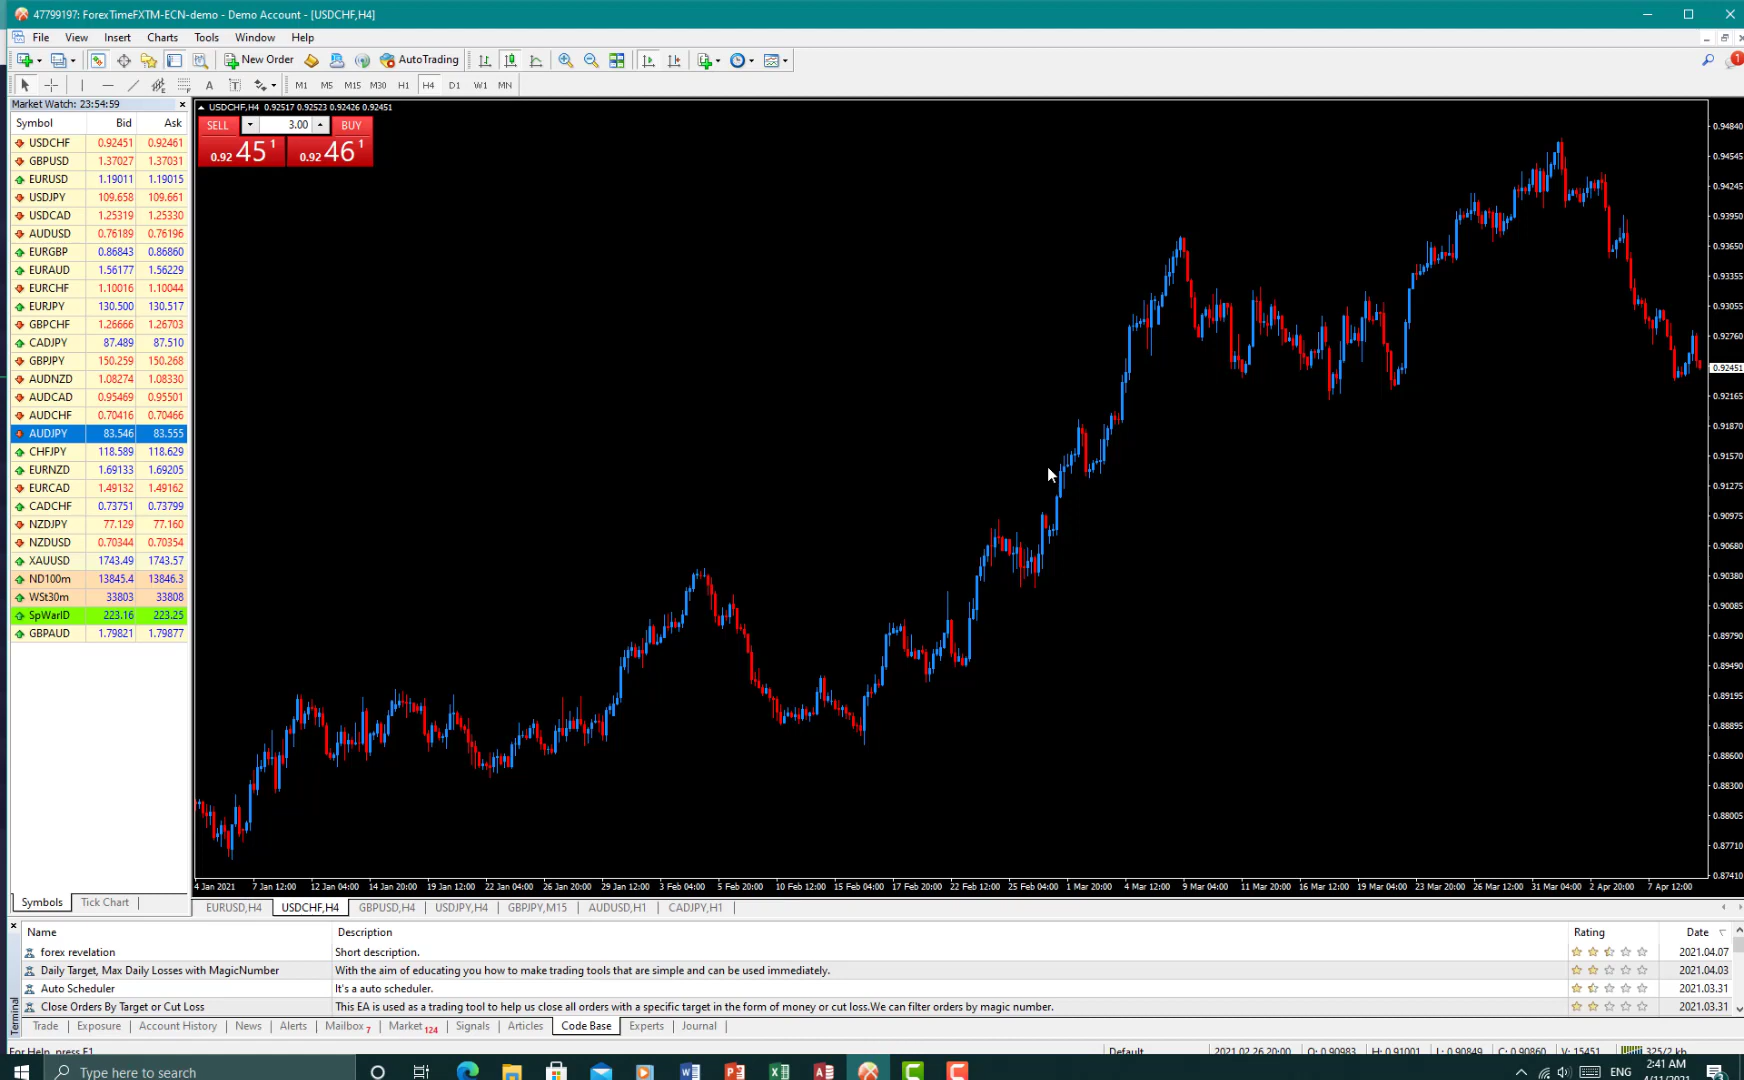 47799197: ForexTimeFXTM-ECN-demo - Demo Account - [USDCHF,H4]
File View Insert Charts Tools Window Help
New Order AutoTrading 1
A T M1 M5 M15 M30 H1 H4 D1 W1 MN
Market Watch: 23:54:59
Symbol Bid Ask
USDCHF 0.92451 0.92461
GBPUSD 1.37027 1.37031
EURUSD 1.19011 1.19015
USDJPY 109.658 109.661
USDCAD 1.25319 1.25330
AUDUSD 0.76189 0.76196
EURGBP 0.86843 0.86860
EURAUD 1.56177 1.56229
EURCHF 1.10016 1.10044
EURJPY 130.500 130.517
GBPCHF 1.26666 1.26703
CADJPY 87.489 87.510
GBPJPY 150.259 150.268
AUDNZD 1.08274 1.08330
AUDCAD 0.95469 0.95501
AUDCHF 0.70416 0.70466
AUDJPY 83.546 83.555
CHFJPY 118.589 118.629
EURNZD 1.69133 1.69205
EURCAD 1.49132 1.49162
CADCHF 0.73751 0.73799
NZDJPY 77.129 77.160
NZDUSD 0.70344 0.70354
XAUUSD 1743.49 1743.57
ND100m 13845.4 13846.3
WSt30m 33803 33808
SpWarID 223.16 223.25
GBPAUD 1.79821 1.79877
Symbols Tick Chart
USDCHF,H4 0.92517 0.92523 0.92426 0.92451
SELL 3.00 BUY
0.92 45 1 0.92 46 1
0.94840
0.94545
0.94245
0.93950
0.93650
0.93355
0.93055
0.92760
0.92451
0.92165
0.91870
0.91570
0.91275
0.90975
0.90680
0.90380
0.90085
0.89790
0.89490
0.89195
0.88895
0.88600
0.88300
0.88005
0.87710
0.87410
4 Jan 2021 7 Jan 12:00 12 Jan 04:00 14 Jan 20:00 19 Jan 12:00 22 Jan 04:00 26 Jan 20:00 29 Jan 12:00 3 Feb 04:00 5 Feb 20:00 10 Feb 12:00 15 Feb 04:00 17 Feb 20:00 22 Feb 12:00 25 Feb 04:00 1 Mar 20:00 4 Mar 12:00 9 Mar 04:00 11 Mar 20:00 16 Mar 12:00 19 Mar 04:00 23 Mar 20:00 26 Mar 12:00 31 Mar 04:00 2 Apr 20:00 7 Apr 12:00
EURUSD,H4 USDCHF,H4 GBPUSD,H4 USDJPY,H4 GBPJPY,M15 AUDUSD,H1 CADJPY,H1
Name Description Rating Date
forex revelation Short description. 2021.04.07
Daily Target, Max Daily Losses with MagicNumber With the aim of educating you how to make trading tools that are simple and can be used immediately. 2021.04.03
Auto Scheduler It's a auto scheduler. 2021.03.31
Close Orders By Target or Cut Loss This EA is used as a trading tool to help us close all orders with a specific target in the form of money or cut loss.We can filter orders by magic number. 2021.03.31
Terminal
Trade Exposure Account History News Alerts Mailbox 7 Market 124 Signals Articles Code Base Experts Journal
For Help, press F1 Default 2021.02.26 20:00 O: 0.90983 H: 0.91001 L: 0.90849 C: 0.90860 V: 15451 325/2 kb
Type here to search ENG 2:41 AM
4/11/2021